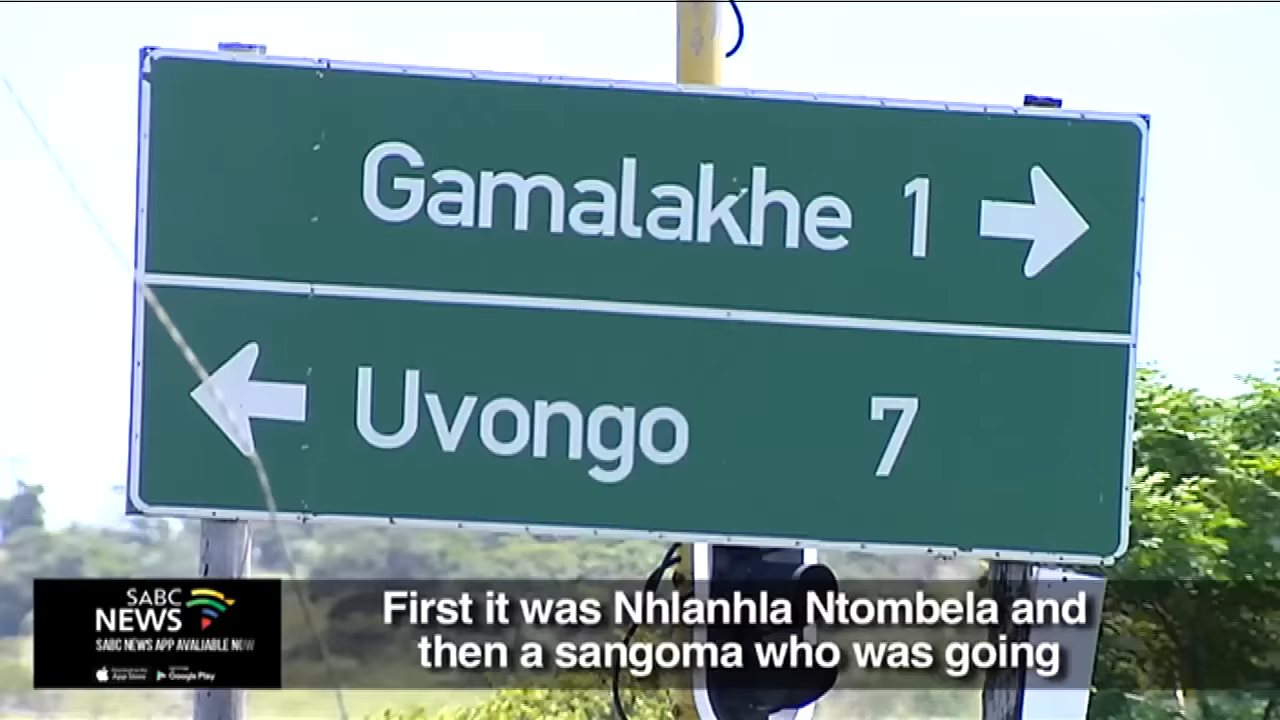 Gamalakhe 1
Uvongo 7
SABC
NEWS
SABC NEWS APP AVALIABLE NOW
App Store Google Play
First it was Nhlanhla Ntombela and
then a sangoma who was going